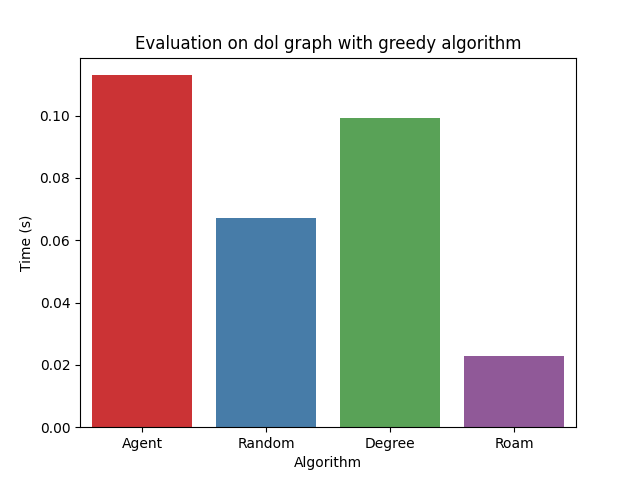 Evaluation on dol graph with greedy algorithm
Time (s)
0.10
0.08
0.06
0.04
0.02
0.00
Agent Random Degree Roam
Algorithm